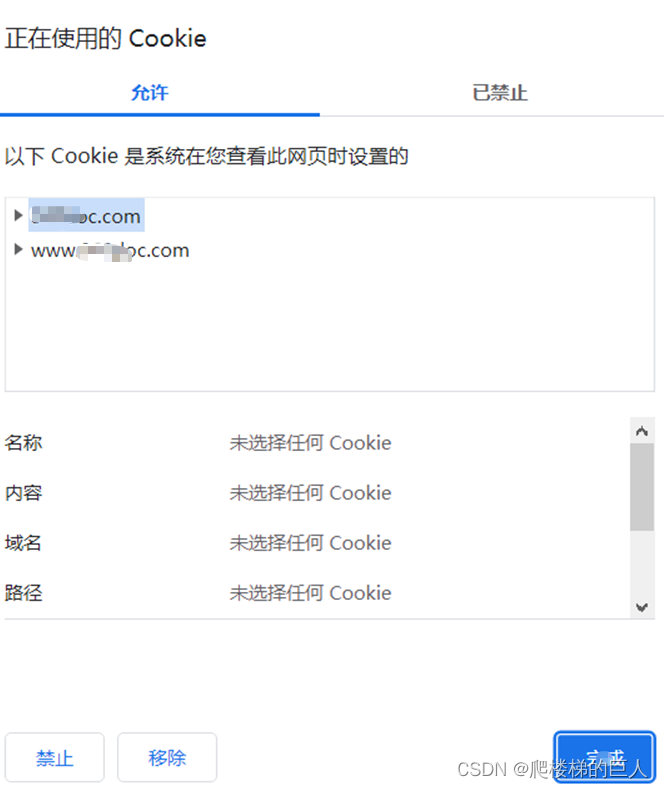 正在使用的 Cookie
允许 已禁止
以下 Cookie 是系统在您查看此网页时设置的
oc.com
www. oc.com
名称 未选择任何 Cookie
内容 未选择任何 Cookie
域名 未选择任何 Cookie
路径 未选择任何 Cookie
禁止 移除 完成
CSDN @爬楼梯的巨人